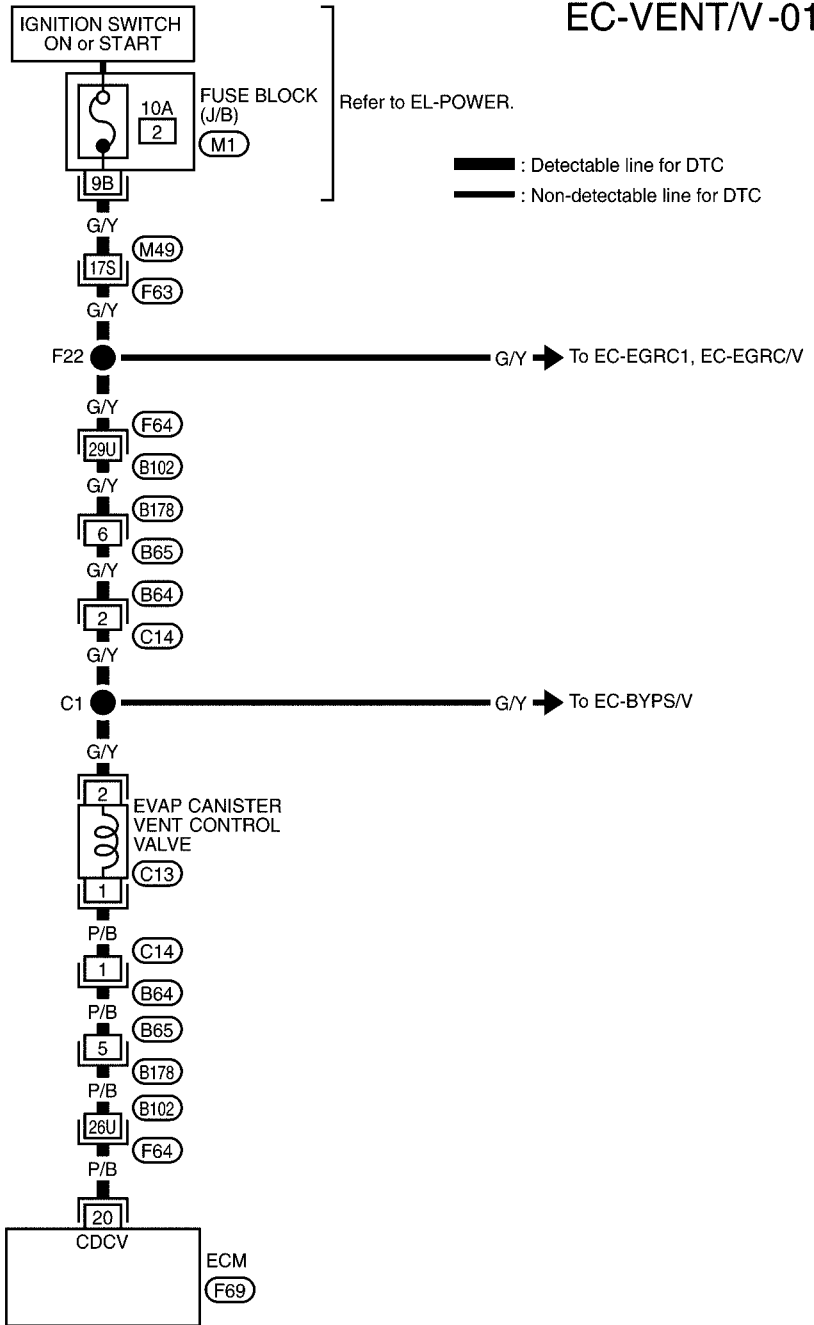 EC-VENT/V-01
IGNITION SWITCH
ON or START
FUSE BLOCK
(J/B)
10A
2
M1
Refer to EL-POWER.
9B
: Detectable line for DTC
: Non-detectable line for DTC
G/Y
M49
17S
F63
G/Y
F22
G/Y
To EC-EGRC1, EC-EGRC/V
G/Y
F64
29U
B102
G/Y
B178
6
B65
G/Y
B64
2
C14
G/Y
C1
G/Y
To EC-BYPS/V
G/Y
2
EVAP CANISTER
VENT CONTROL
VALVE
C13
1
P/B
C14
1
B64
P/B
B65
5
B178
P/B
B102
26U
F64
P/B
20
CDCV
ECM
F69